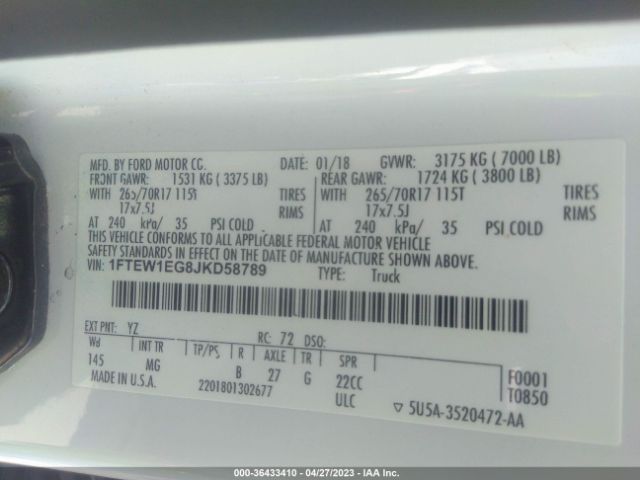 MFD. BY FORD MOTOR CO. DATE: 01/18 GVWR: 3175 KG ( 7000 LB)
FRONT GAWR: 1531 KG ( 3375 LB) REAR GAWR: 1724 KG ( 3800 LB)
WITH 265/70R17 115T TIRES WITH 265/70R17 115T TIRES
17x7.5J RIMS 17x7.5J RIMS
AT 240 kPa/ 35 PSI COLD AT 240 kPa/ 35 PSI COLD
THIS VEHICLE CONFORMS TO ALL APPLICABLE FEDERAL MOTOR VEHICLE
SAFETY STANDARDS IN EFFECT ON THE DATE OF MANUFACTURE SHOWN ABOVE.
VIN: 1FTEW1EG8JKD58789 TYPE: Truck
EXT PNT: YZ RC: 72 DSO:
WB INT TR TP/PS R AXLE TR SPR
145 MG B 27 G 22CC F0001
MADE IN U.S.A. 2201801302677 ULC T0850
▽ 5U5A-3520472-AA
000-36433410 - 04/27/2023 - IAA Inc.